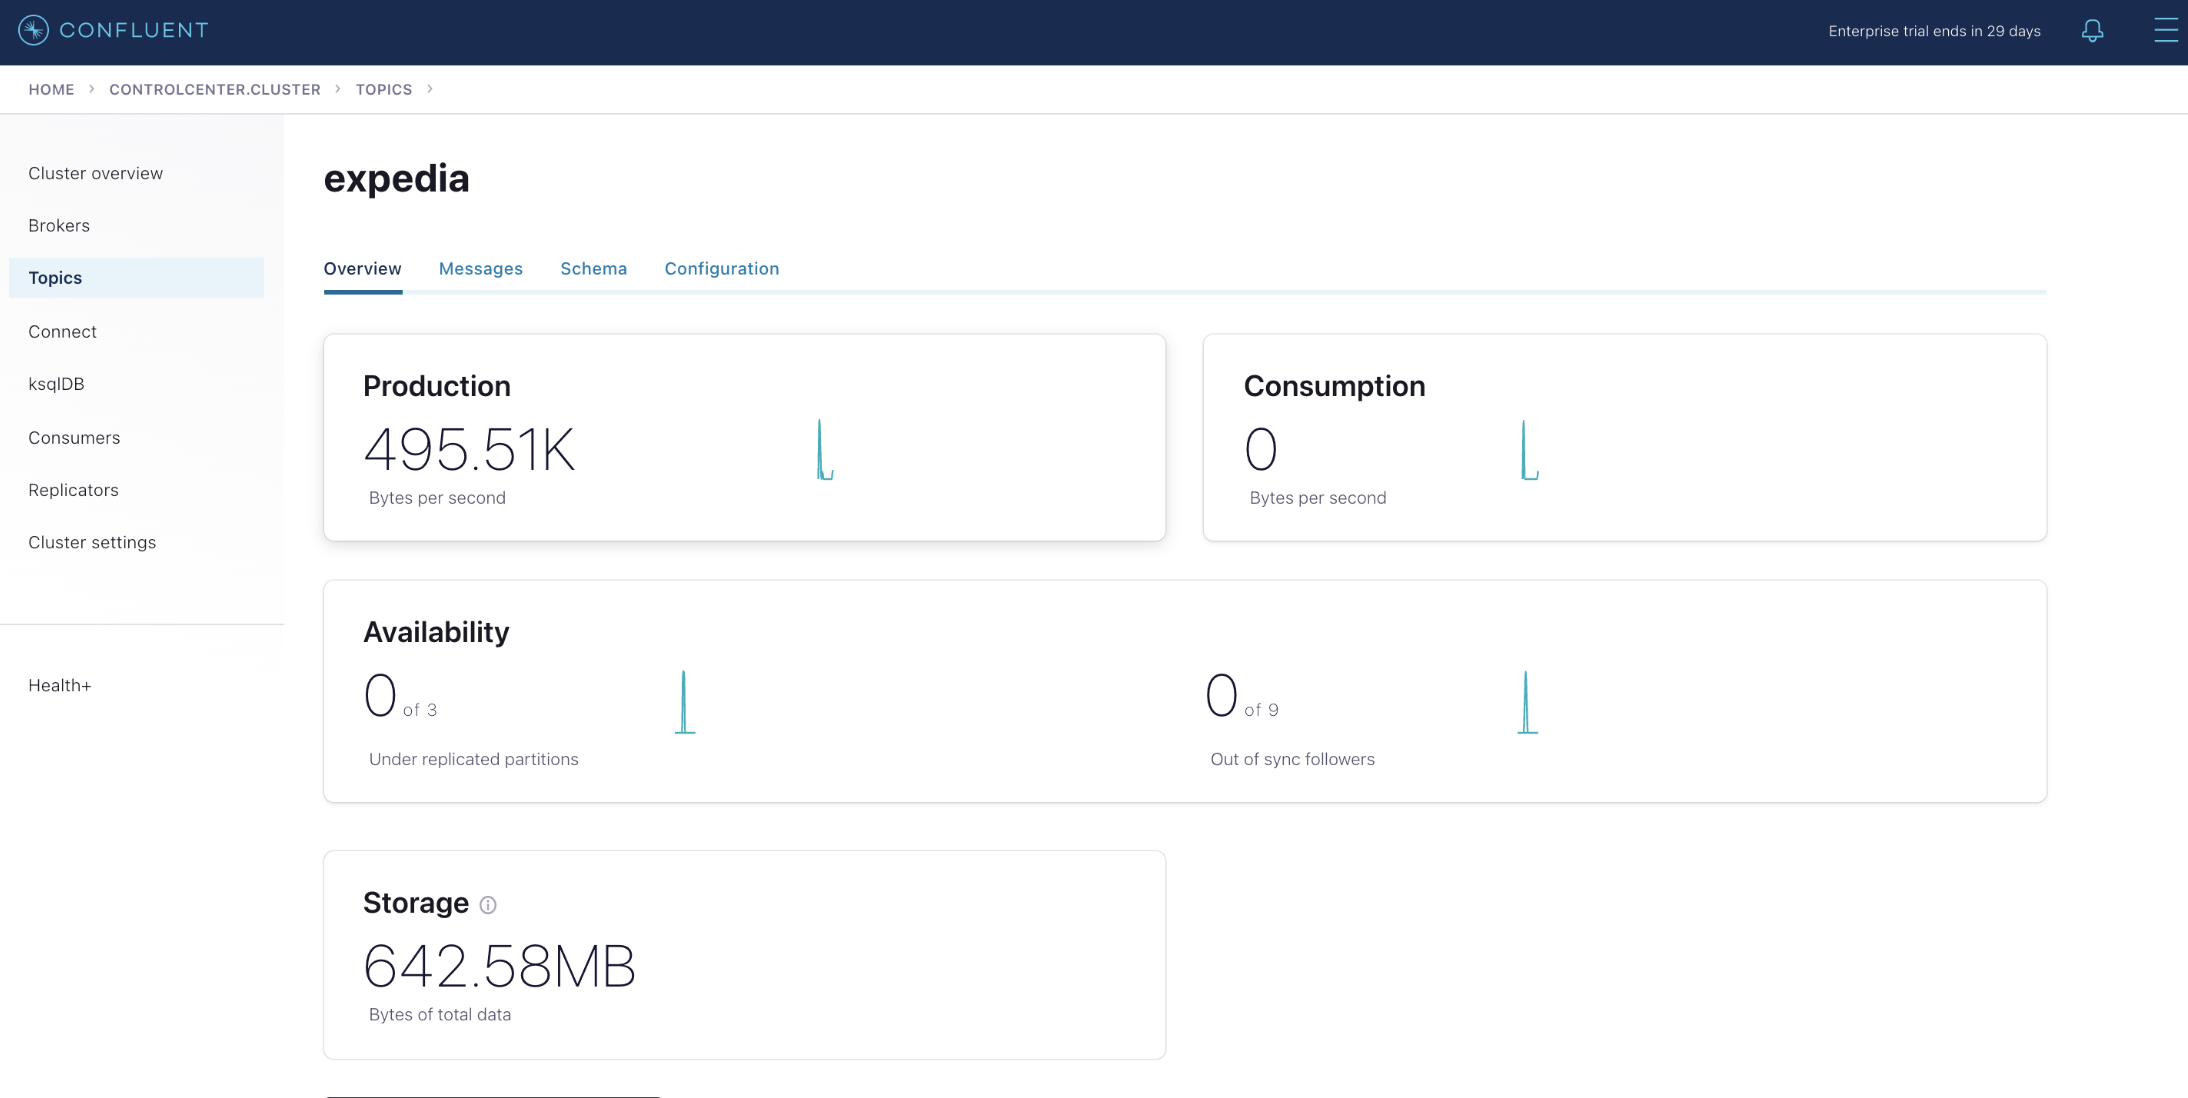 CONFLUENT
Enterprise trial ends in 29 days
HOME > CONTROLCENTER.CLUSTER > TOPICS >
Cluster overview
Brokers
Topics
Connect
ksqlDB
Consumers
Replicators
Cluster settings
Health+
expedia
Overview Messages Schema Configuration
Production
495.51K
Bytes per second
Consumption
0
Bytes per second
Availability
0 of 3
Under replicated partitions
0 of 9
Out of sync followers
Storage
642.58MB
Bytes of total data